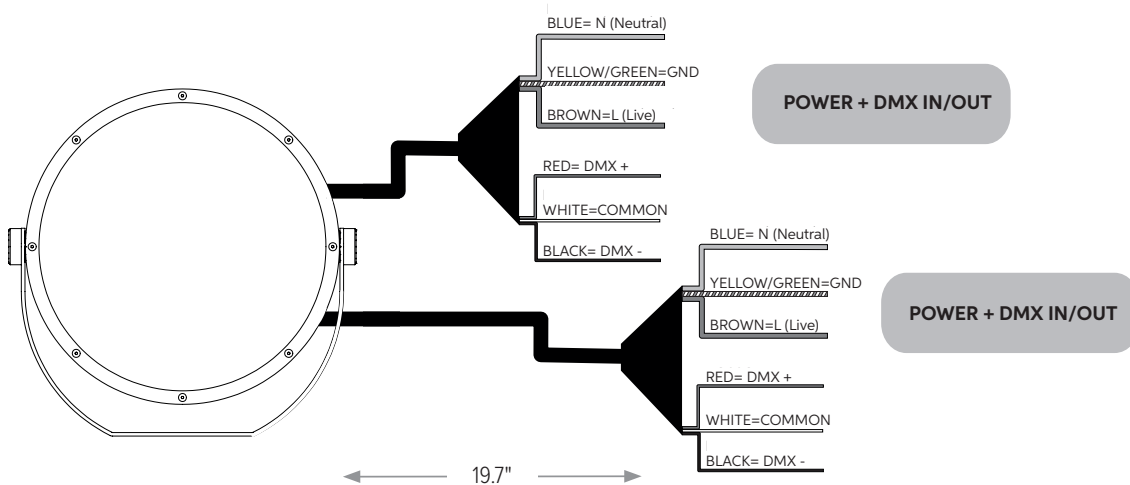 BLUE= N (Neutral)
YELLOW/GREEN=GND
BROWN=L (Live)
POWER + DMX IN/OUT
RED= DMX +
WHITE=COMMON
BLACK= DMX -
BLUE= N (Neutral)
YELLOW/GREEN=GND
BROWN=L (Live)
POWER + DMX IN/OUT
RED= DMX +
WHITE=COMMON
BLACK= DMX -
19.7"